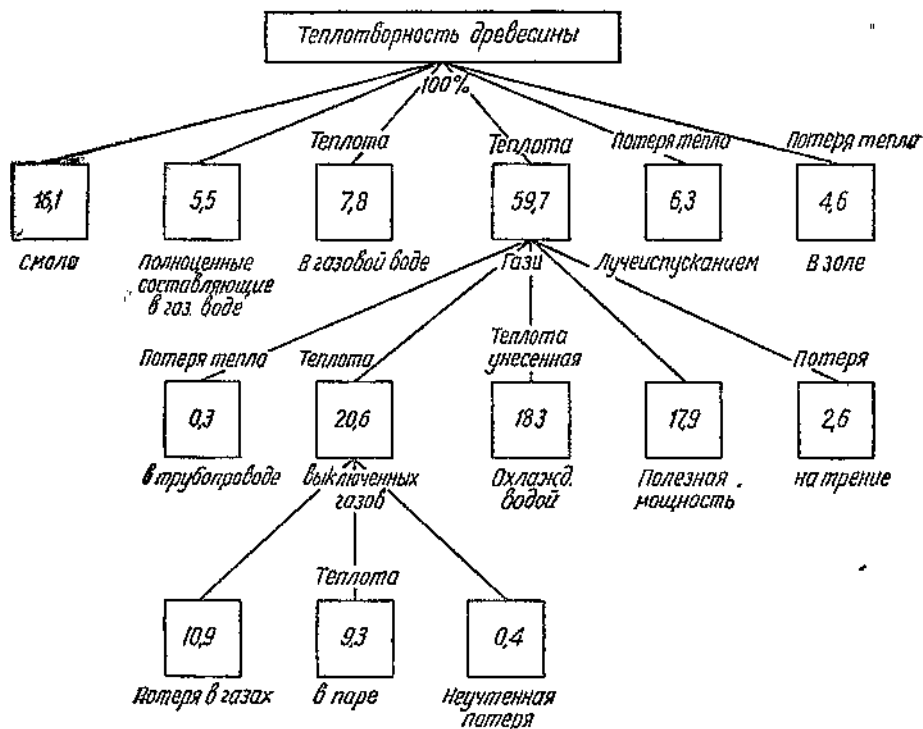 Теплотворность древесины
100%
Теплота Теплота Потеря тепла Потеря тепла
16,1 5,5 7,8 59,7 6,3 4,6
Смола Полноценные В газовой воде Гази Лучеиспусканием В золе
составляющие
в газ. воде
Потеря тепла Теплота Теплота унесенная Потеря
0,3 20,6 18,3 17,9 2,6
в трубопроводе выключенных Охлажд. Полезная на трение
газов водой мощность
Теплота
10,9 9,3 0,4
Потеря в газах в паре Неучтенная
потеря